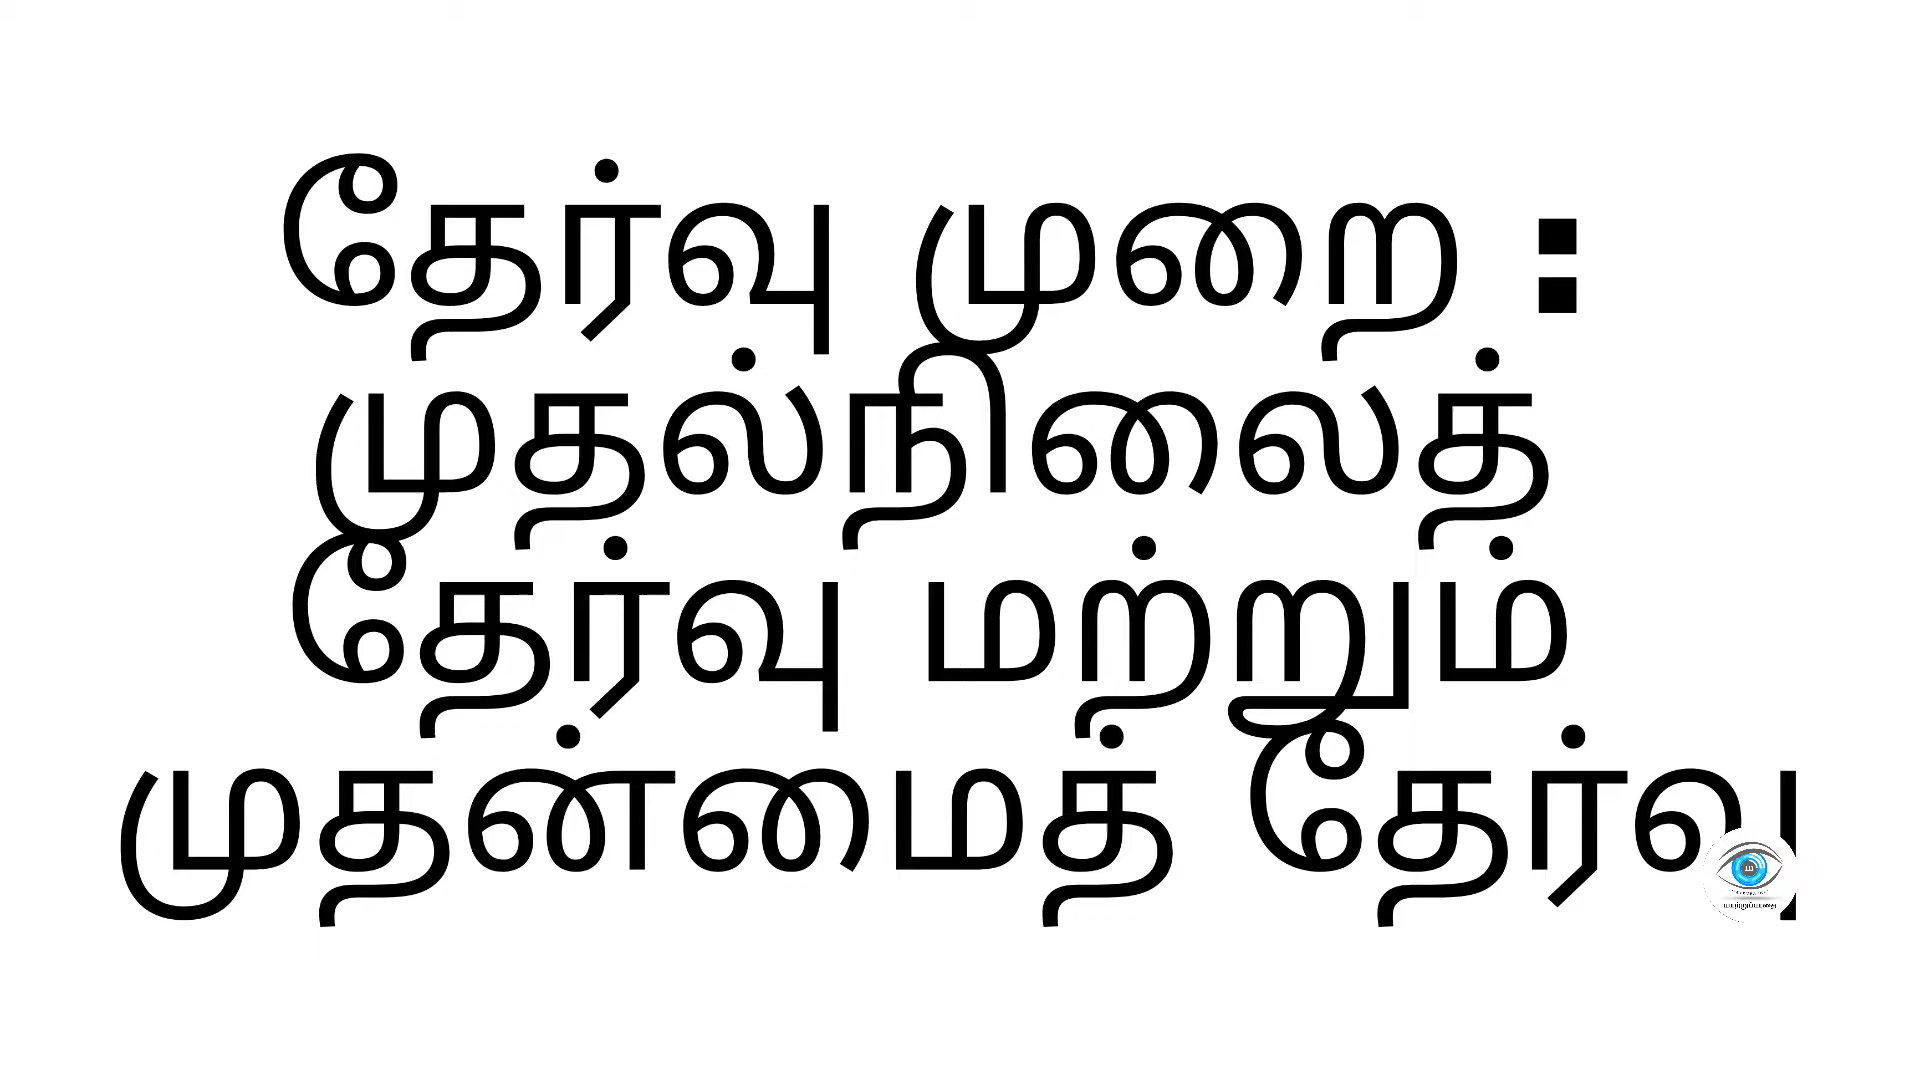 தேர்வு முறை :
முதல்நிலைத்
தேர்வு மற்றும்
முதன்மைத் தேர்வு